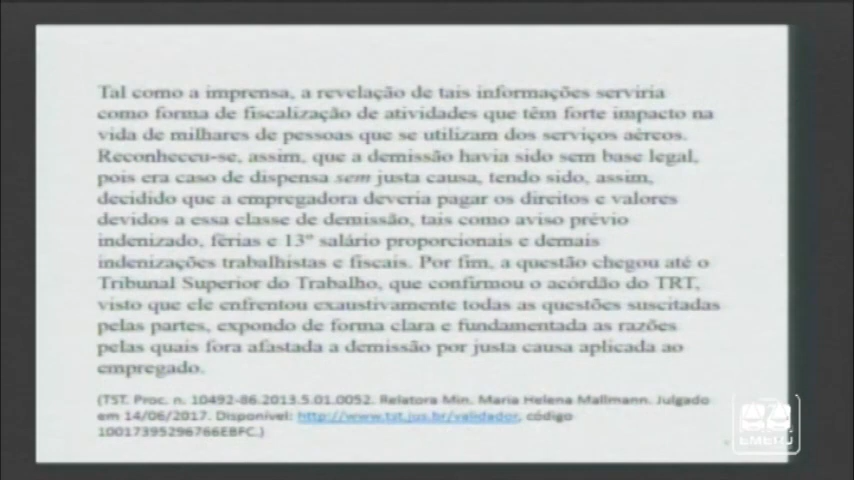 Tal como a imprensa, a revelação de tais informações serviria
como forma de fiscalização de atividades que têm forte impacto na
vida de milhares de pessoas que se utilizam dos serviços aéreos.
Reconheceu-se, assim, que a demissão havia sido sem base legal,
pois era caso de dispensa sem justa causa, tendo sido, assim,
decidido que a empregadora deveria pagar os direitos e valores
devidos a essa classe de demissão, tais como aviso prévio
indenizado, férias e 13º salário proporcionais e demais
indenizações trabalhistas e fiscais. Por fim, a questão chegou até o
Tribunal Superior do Trabalho, que confirmou o acórdão do TRT,
visto que ele enfrentou exaustivamente todas as questões suscitadas
pelas partes, expondo de forma clara e fundamentada as razões
pelas quais fora afastada a demissão por justa causa aplicada ao
empregado.
(TST. Proc. n. 10492-86.2013.5.01.0052. Relatora Min. Maria Helena Mallmann. Julgado
em 14/06/2017. Disponível: http://www.tst.jus.br/validador, código
10017395296766EBFC.)
EMERJ